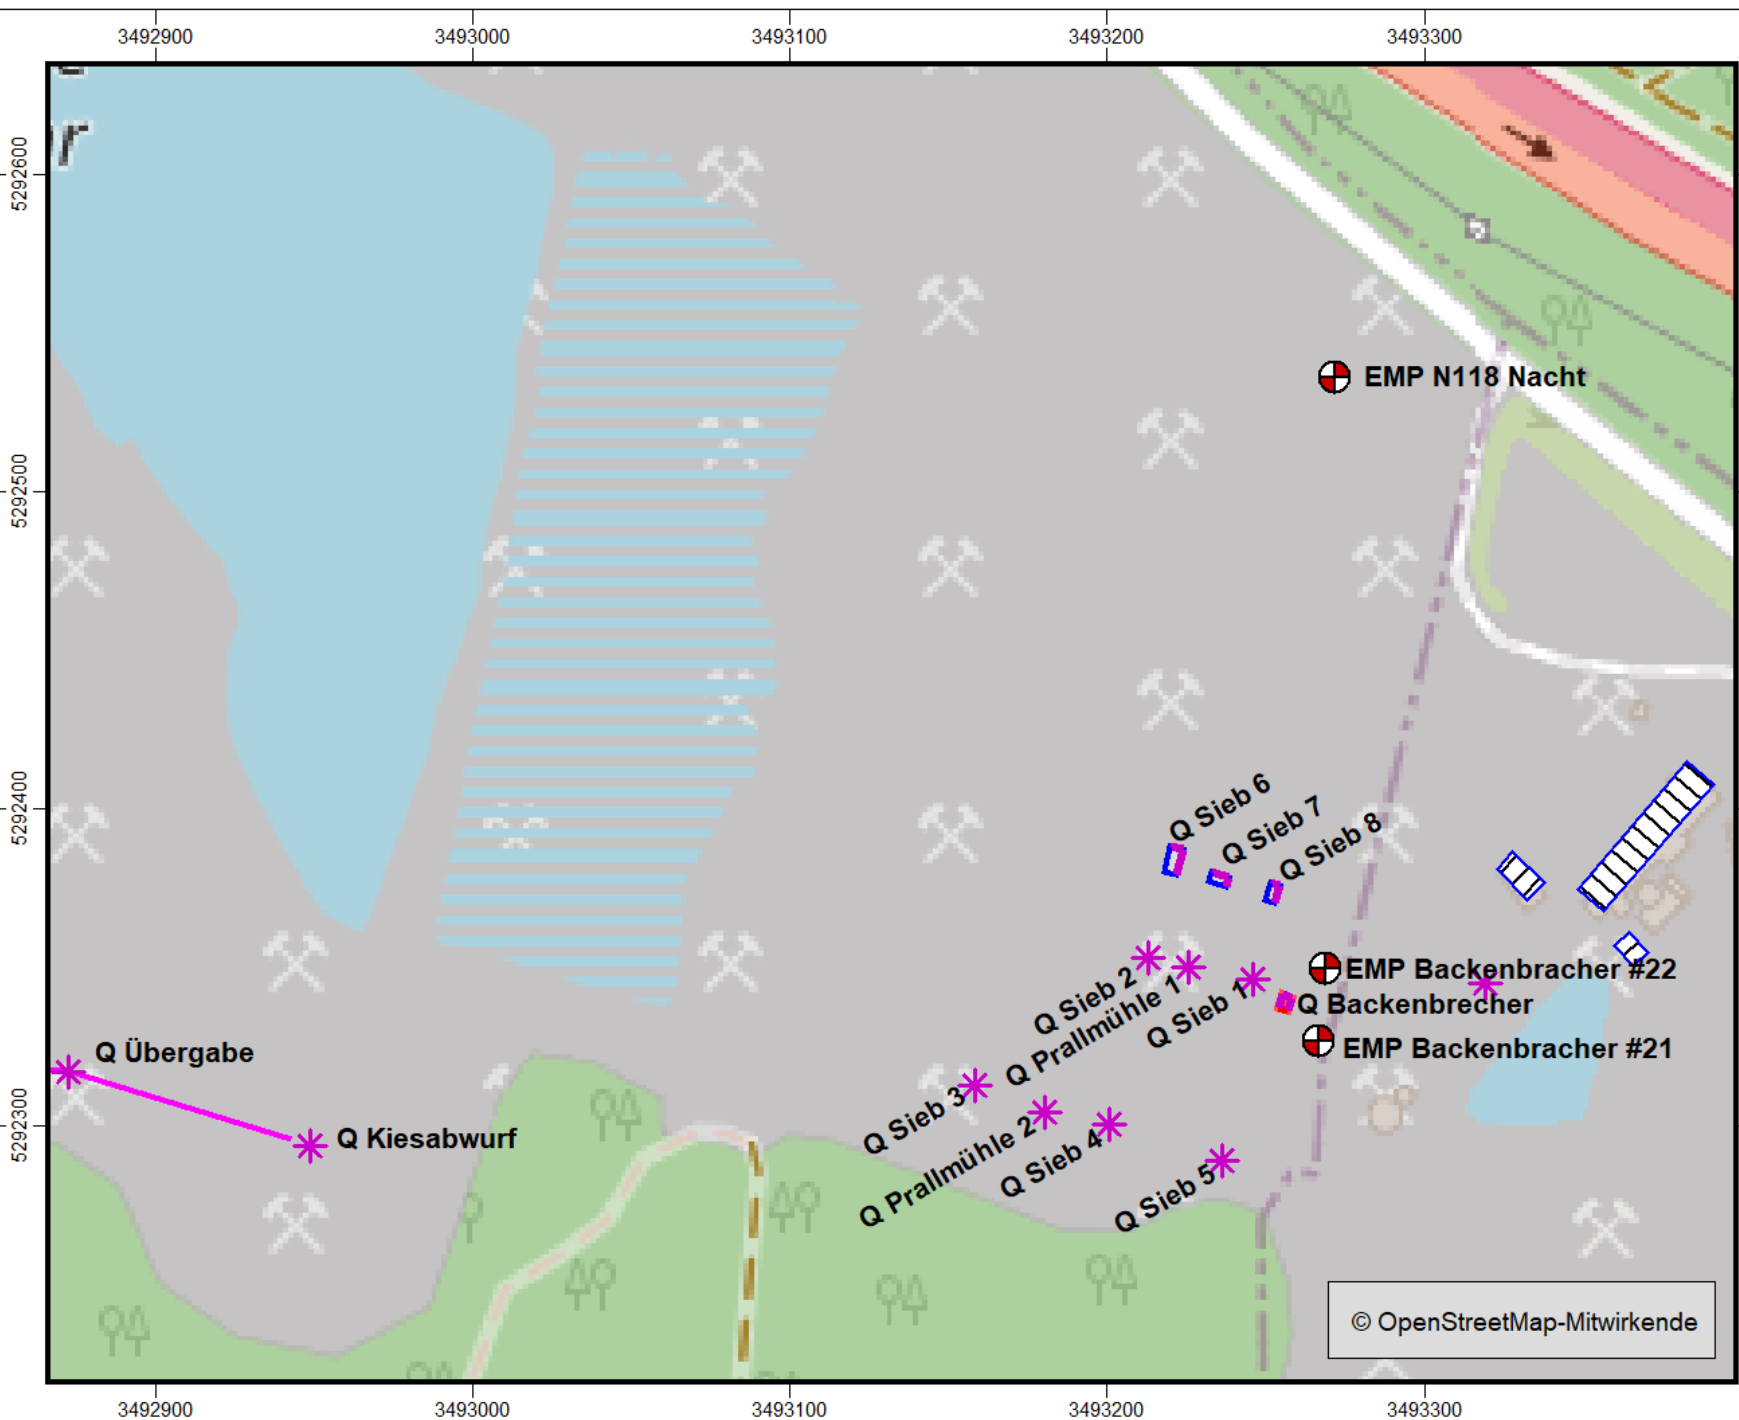 3492900 3493000 3493100 3493200 3493300
r
5292600
EMP N118 Nacht
5292500
5292400
Q Sieb 6
Q Sieb 7
Q Sieb 8
EMP Backenbracher #22
Q Sieb 2
Q Prallmühle 1
Q Sieb 1
Q Backenbrecher
EMP Backenbracher #21
Q Übergabe
5292300
Q Sieb 3
Q Kiesabwurf
Q Prallmühle 2
Q Sieb 4
Q Sieb 5
© OpenStreetMap-Mitwirkende
3492900 3493000 3493100 3493200 3493300